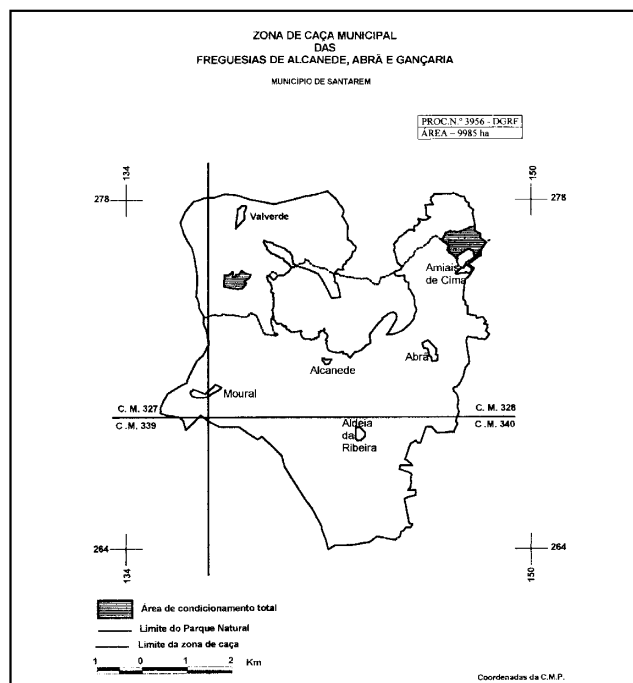 ZONA DE CAÇA MUNICIPAL
DAS
FREGUESIAS DE ALCANEDE, ABRÃ E GANÇARIA
MUNICÍPIO DE SANTAREM
PROC.N.º 3956 - DGRF
ÁREA – 9985 ha
134
150
278
278
Valverde
Amiais
de Cima
Abrã
Alcanede
Moural
C. M. 327
C. M. 328
C .M. 339
C .M. 340
Aldeia
da
Ribeira
264
264
134
150
Área de condicionamento total
Limite do Parque Natural
Limite da zona de caça
1 0 1 2 Km
Coordenadas da C.M.P.